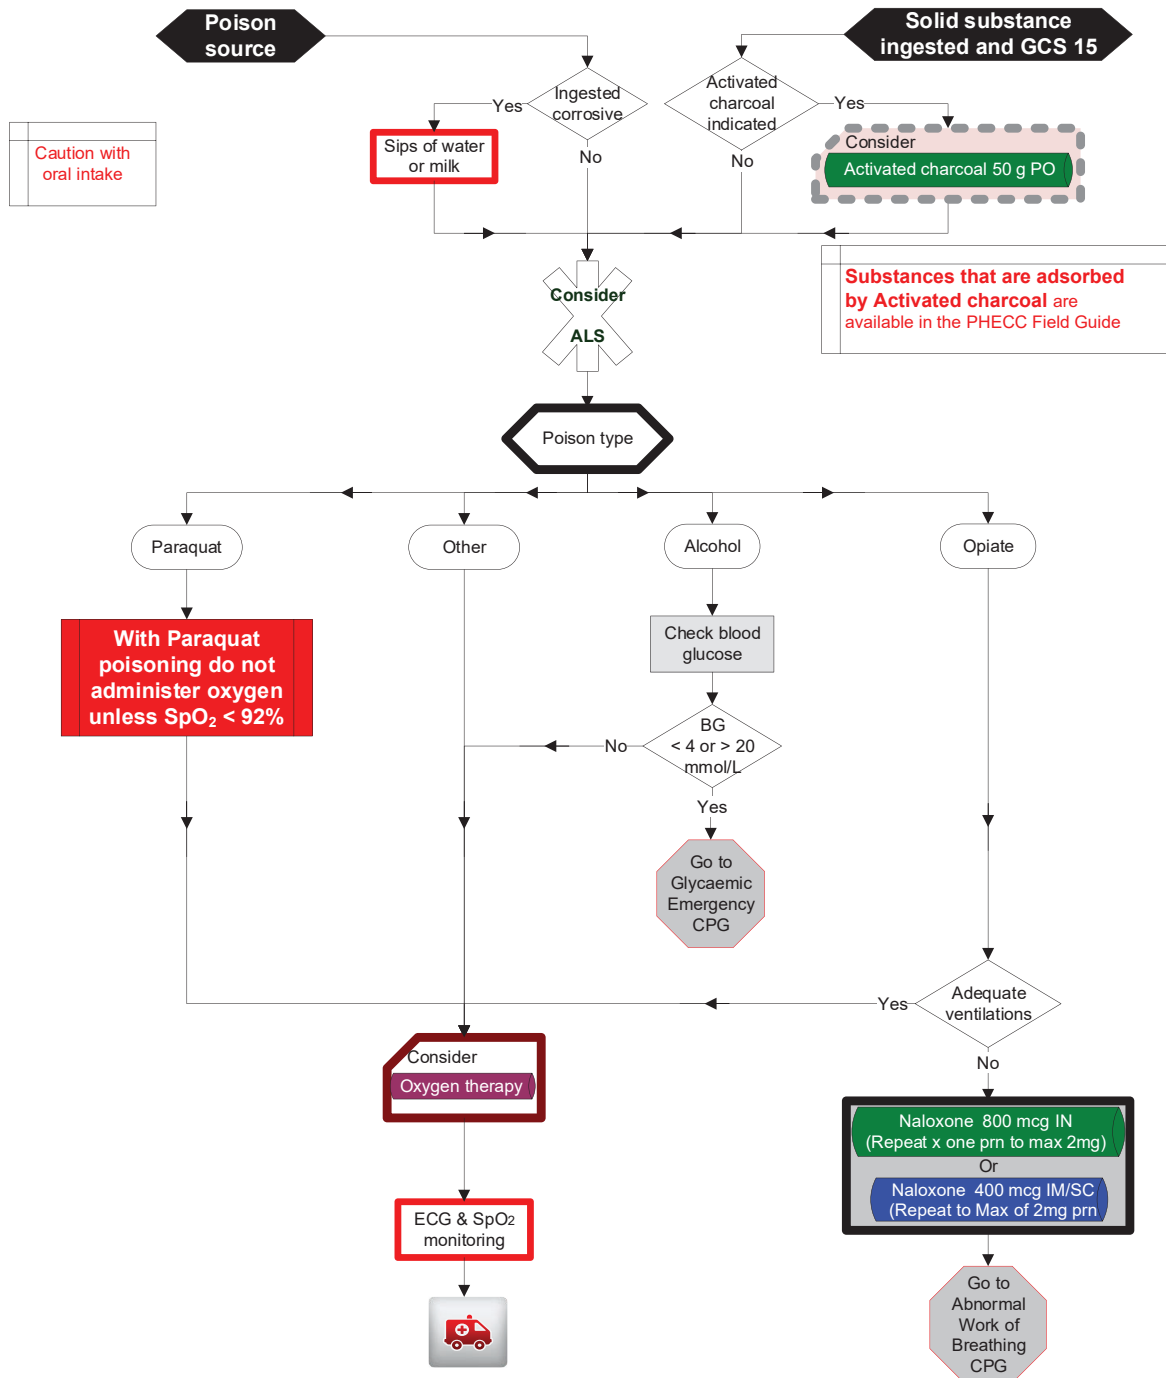 Poison
source
Solid substance
ingested and GCS 15
Ingested
corrosive
Yes
No
Activated
charcoal
indicated
Yes
No
Caution with
oral intake
Sips of water
or milk
Consider
Activated charcoal 50 g PO
Substances that are adsorbed
by Activated charcoal are
available in the PHECC Field Guide
Consider
ALS
Poison type
Paraquat
Other
Alcohol
Opiate
With Paraquat
poisoning do not
administer oxygen
unless SpO₂ < 92%
Check blood
glucose
BG
< 4 or > 20
mmol/L
No
Yes
Go to
Glycaemic
Emergency
CPG
Adequate
ventilations
Yes
No
Consider
Oxygen therapy
Naloxone 800 mcg IN
(Repeat x one prn to max 2mg)
Or
Naloxone 400 mcg IM/SC
(Repeat to Max of 2mg prn
ECG & SpO2
monitoring
Go to
Abnormal
Work of
Breathing
CPG